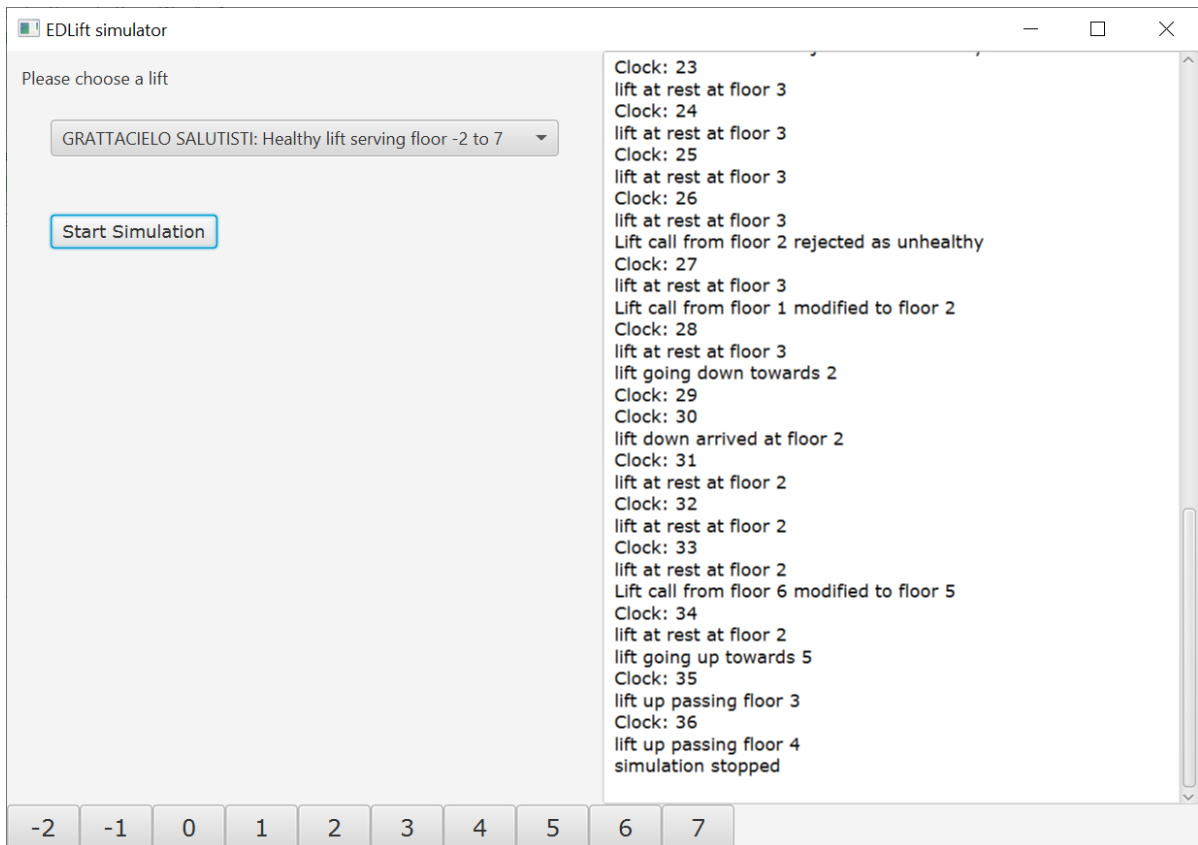 EDLift simulator
Please choose a lift
GRATTACIELO SALUTISTI: Healthy lift serving floor -2 to 7
Start Simulation
Clock: 23
lift at rest at floor 3
Clock: 24
lift at rest at floor 3
Clock: 25
lift at rest at floor 3
Clock: 26
lift at rest at floor 3
Lift call from floor 2 rejected as unhealthy
Clock: 27
lift at rest at floor 3
Lift call from floor 1 modified to floor 2
Clock: 28
lift at rest at floor 3
lift going down towards 2
Clock: 29
Clock: 30
lift down arrived at floor 2
Clock: 31
lift at rest at floor 2
Clock: 32
lift at rest at floor 2
Clock: 33
lift at rest at floor 2
Lift call from floor 6 modified to floor 5
Clock: 34
lift at rest at floor 2
lift going up towards 5
Clock: 35
lift up passing floor 3
Clock: 36
lift up passing floor 4
simulation stopped
-2 -1 0 1 2 3 4 5 6 7